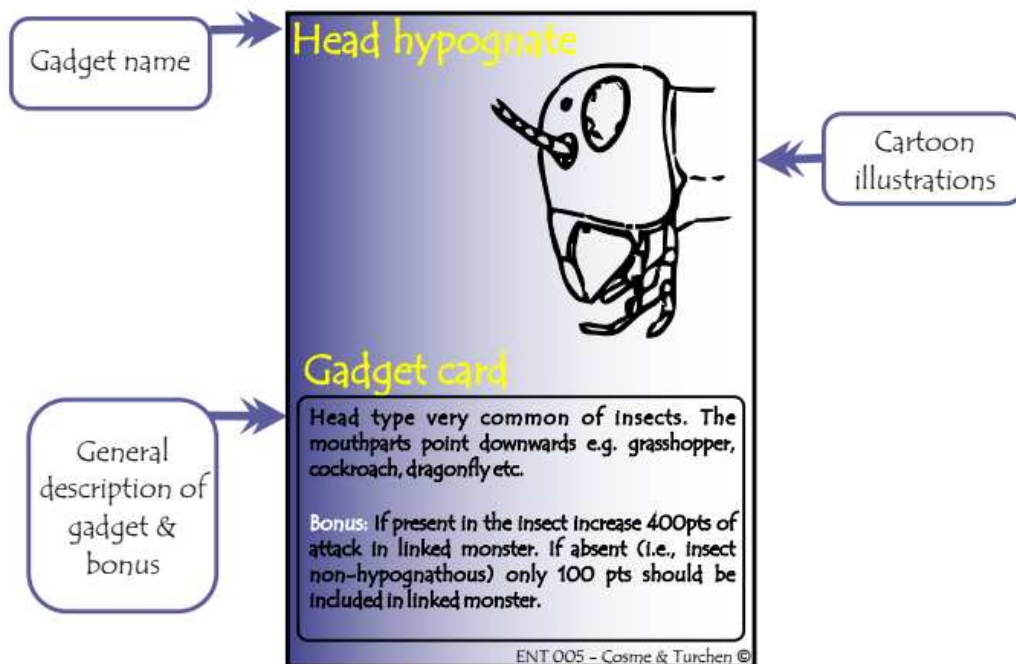 Gadget name
Head hypognate
Cartoon
illustrations
Gadget card
General
description of
gadget &
bonus
Head type very common of insects. The
mouthparts point downwards e.g. grasshopper,
cockroach, dragonfly etc.
Bonus: If present in the insect increase 400pts of
attack in linked monster. If absent (i.e., insect
non-hypognathous) only 100 pts should be
included in linked monster.
ENT 005 - Cosme & Turchen ©